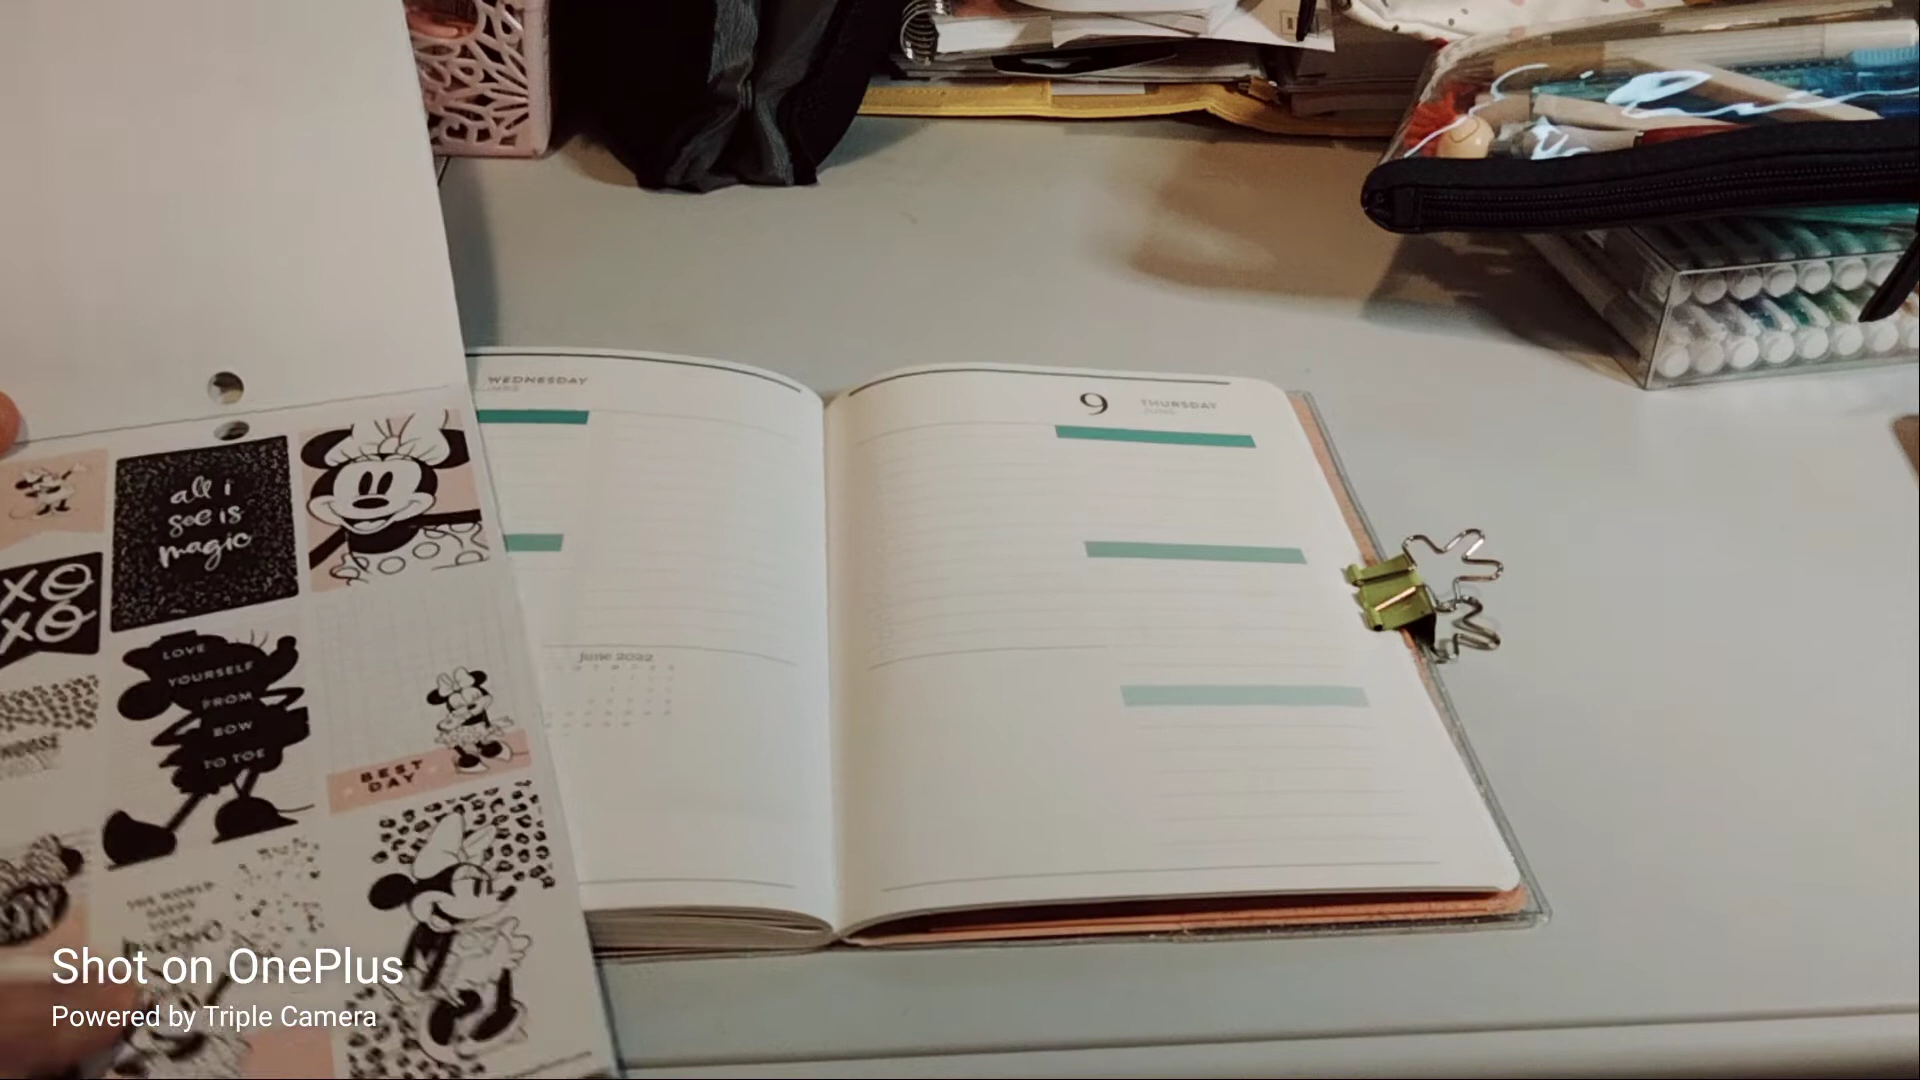 WEDNESDAY
9
THURSDAY
JUNE
all i
see is
magic
XO
XO
LOVE
YOURSELF
FROM
BOW
TO TOE
BEST
DAY
June 2022
Shot on OnePlus
Powered by Triple Camera